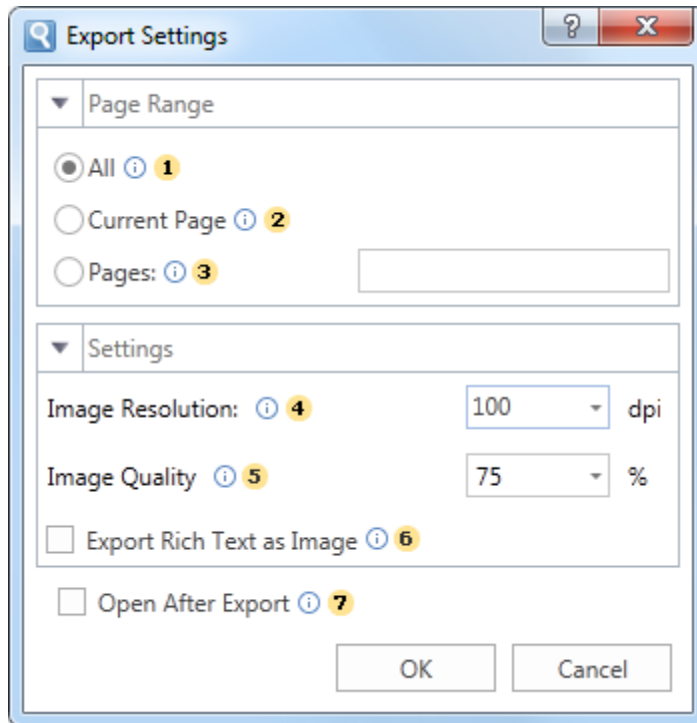 Export Settings
Page Range
All 1
Current Page 2
Pages: 3
Settings
Image Resolution: 4 100 dpi
Image Quality 5 75 %
Export Rich Text as Image 6
Open After Export 7
OK Cancel